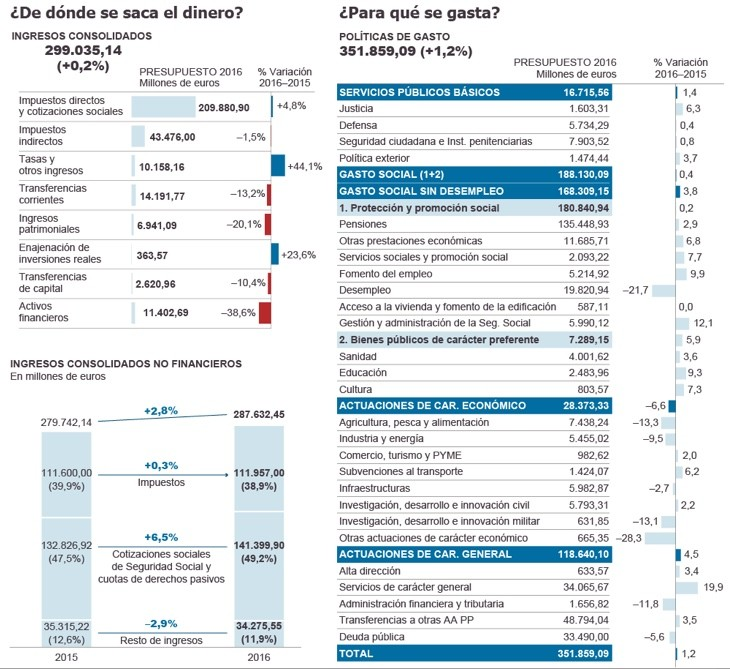 ¿De dónde se saca el dinero?
INGRESOS CONSOLIDADOS
299.035,14
(+0,2%)
PRESUPUESTO 2016
Millones de euros
% Variación
2016–2015
Impuestos directos
y cotizaciones sociales 209.880,90 +4,8%
Impuestos
indirectos 43.476.00 –1,5%
Tasas y
otros ingresos 10.158,16 +44,1%
Transferencias
corrientes 14.191,77 –13,2%
Ingresos
patrimoniales 6.941,09 –20,1%
Enajenación de
inversiones reales 363,57 +23,6%
Transferencias
de capital 2.620,96 –10,4%
Activos
financieros 11.402,69 –38,6%
INGRESOS CONSOLIDADOS NO FINANCIEROS
En millones de euros
279.742,14 +2,8% 287.632,45
111.600,00
(39,9%)
+0,3%
Impuestos
111.957,00
(38,9%)
132.826,92
(47,5%)
+6,5%
Cotizaciones sociales
de Seguridad Social y
cuotas de derechos pasivos
141.399,90
(49,2%)
35.315,22
(12,6%)
–2,9%
Resto de ingresos
34.275,55
(11,9%)
2015 2016
¿Para qué se gasta?
POLÍTICAS DE GASTO
351.859,09 (+1,2%)
PRESUPUESTO 2016
Millones de euros
% Variación
2016–2015
SERVICIOS PÚBLICOS BÁSICOS 16.715,56 1,4
Justicia 1.603,31 6,3
Defensa 5.734,29 0,4
Seguridad ciudadana e Inst. penitenciarias 7.903,52 0,8
Política exterior 1.474,44 3,7
GASTO SOCIAL (1+2) 188.130,09 0,4
GASTO SOCIAL SIN DESEMPLEO 168.309,15 3,8
1. Protección y promoción social 180.840,94 0,2
Pensiones 135.448,93 2,9
Otras prestaciones económicas 11.685,71 6,8
Servicios sociales y promoción social 2.093,22 7,7
Fomento del empleo 5.214,92 9,9
Desempleo 19.820,94 –21,7
Acceso a la vivienda y fomento de la edificación 587,11 0,0
Gestión y administración de la Seg. Social 5.990,12 12,1
2. Bienes públicos de carácter preferente 7.289,15 5,9
Sanidad 4.001,62 3,6
Educación 2.483,96 9,3
Cultura 803,57 7,3
ACTUACIONES DE CAR. ECONÓMICO 28.373,33 –6,6
Agricultura, pesca y alimentación 7.438,24 –13,3
Industria y energía 5.455,02 –9,5
Comercio, turismo y PYME 982,62 2,0
Subvenciones al transporte 1.424,07 6,2
Infraestructuras 5.982,87 –2,7
Investigación, desarrollo e innovación civil 5.793,31 2,2
Investigación, desarrollo e innovación militar 631,85 –13,1
Otras actuaciones de carácter económico 665,35 –28,3
ACTUACIONES DE CAR. GENERAL 118.640,10 4,5
Alta dirección 633,57 3,4
Servicios de carácter general 34.065,67 19,9
Administración financiera y tributaria 1.656,82 –11,8
Transferencias a otras AA PP 48.794,04 3,5
Deuda pública 33.490,00 –5,6
TOTAL 351.859,09 1,2